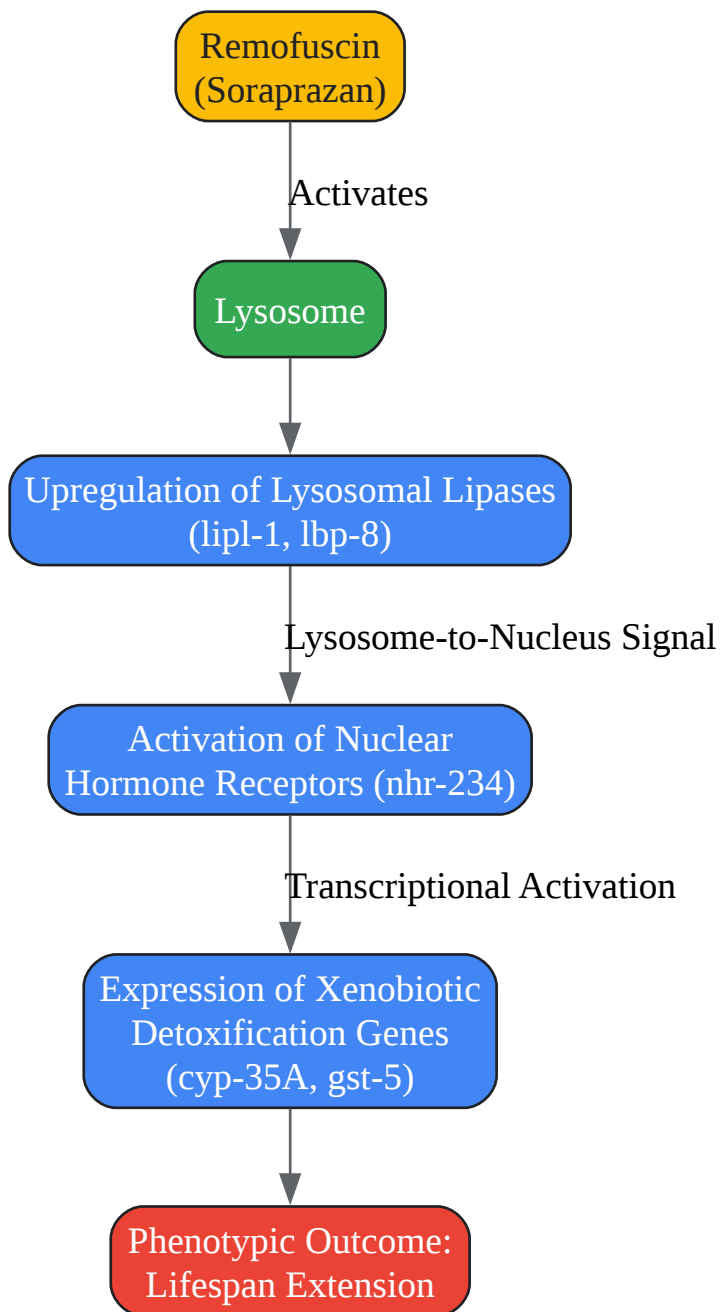 Remofuscin
(Soraprazan)
Activates
Lysosome
Upregulation of Lysosomal Lipases
(lipl-1, lbp-8)
Lysosome-to-Nucleus Signal
Activation of Nuclear
Hormone Receptors (nhr-234)
Transcriptional Activation
Expression of Xenobiotic
Detoxification Genes
(cyp-35A, gst-5)
Phenotypic Outcome:
Lifespan Extension